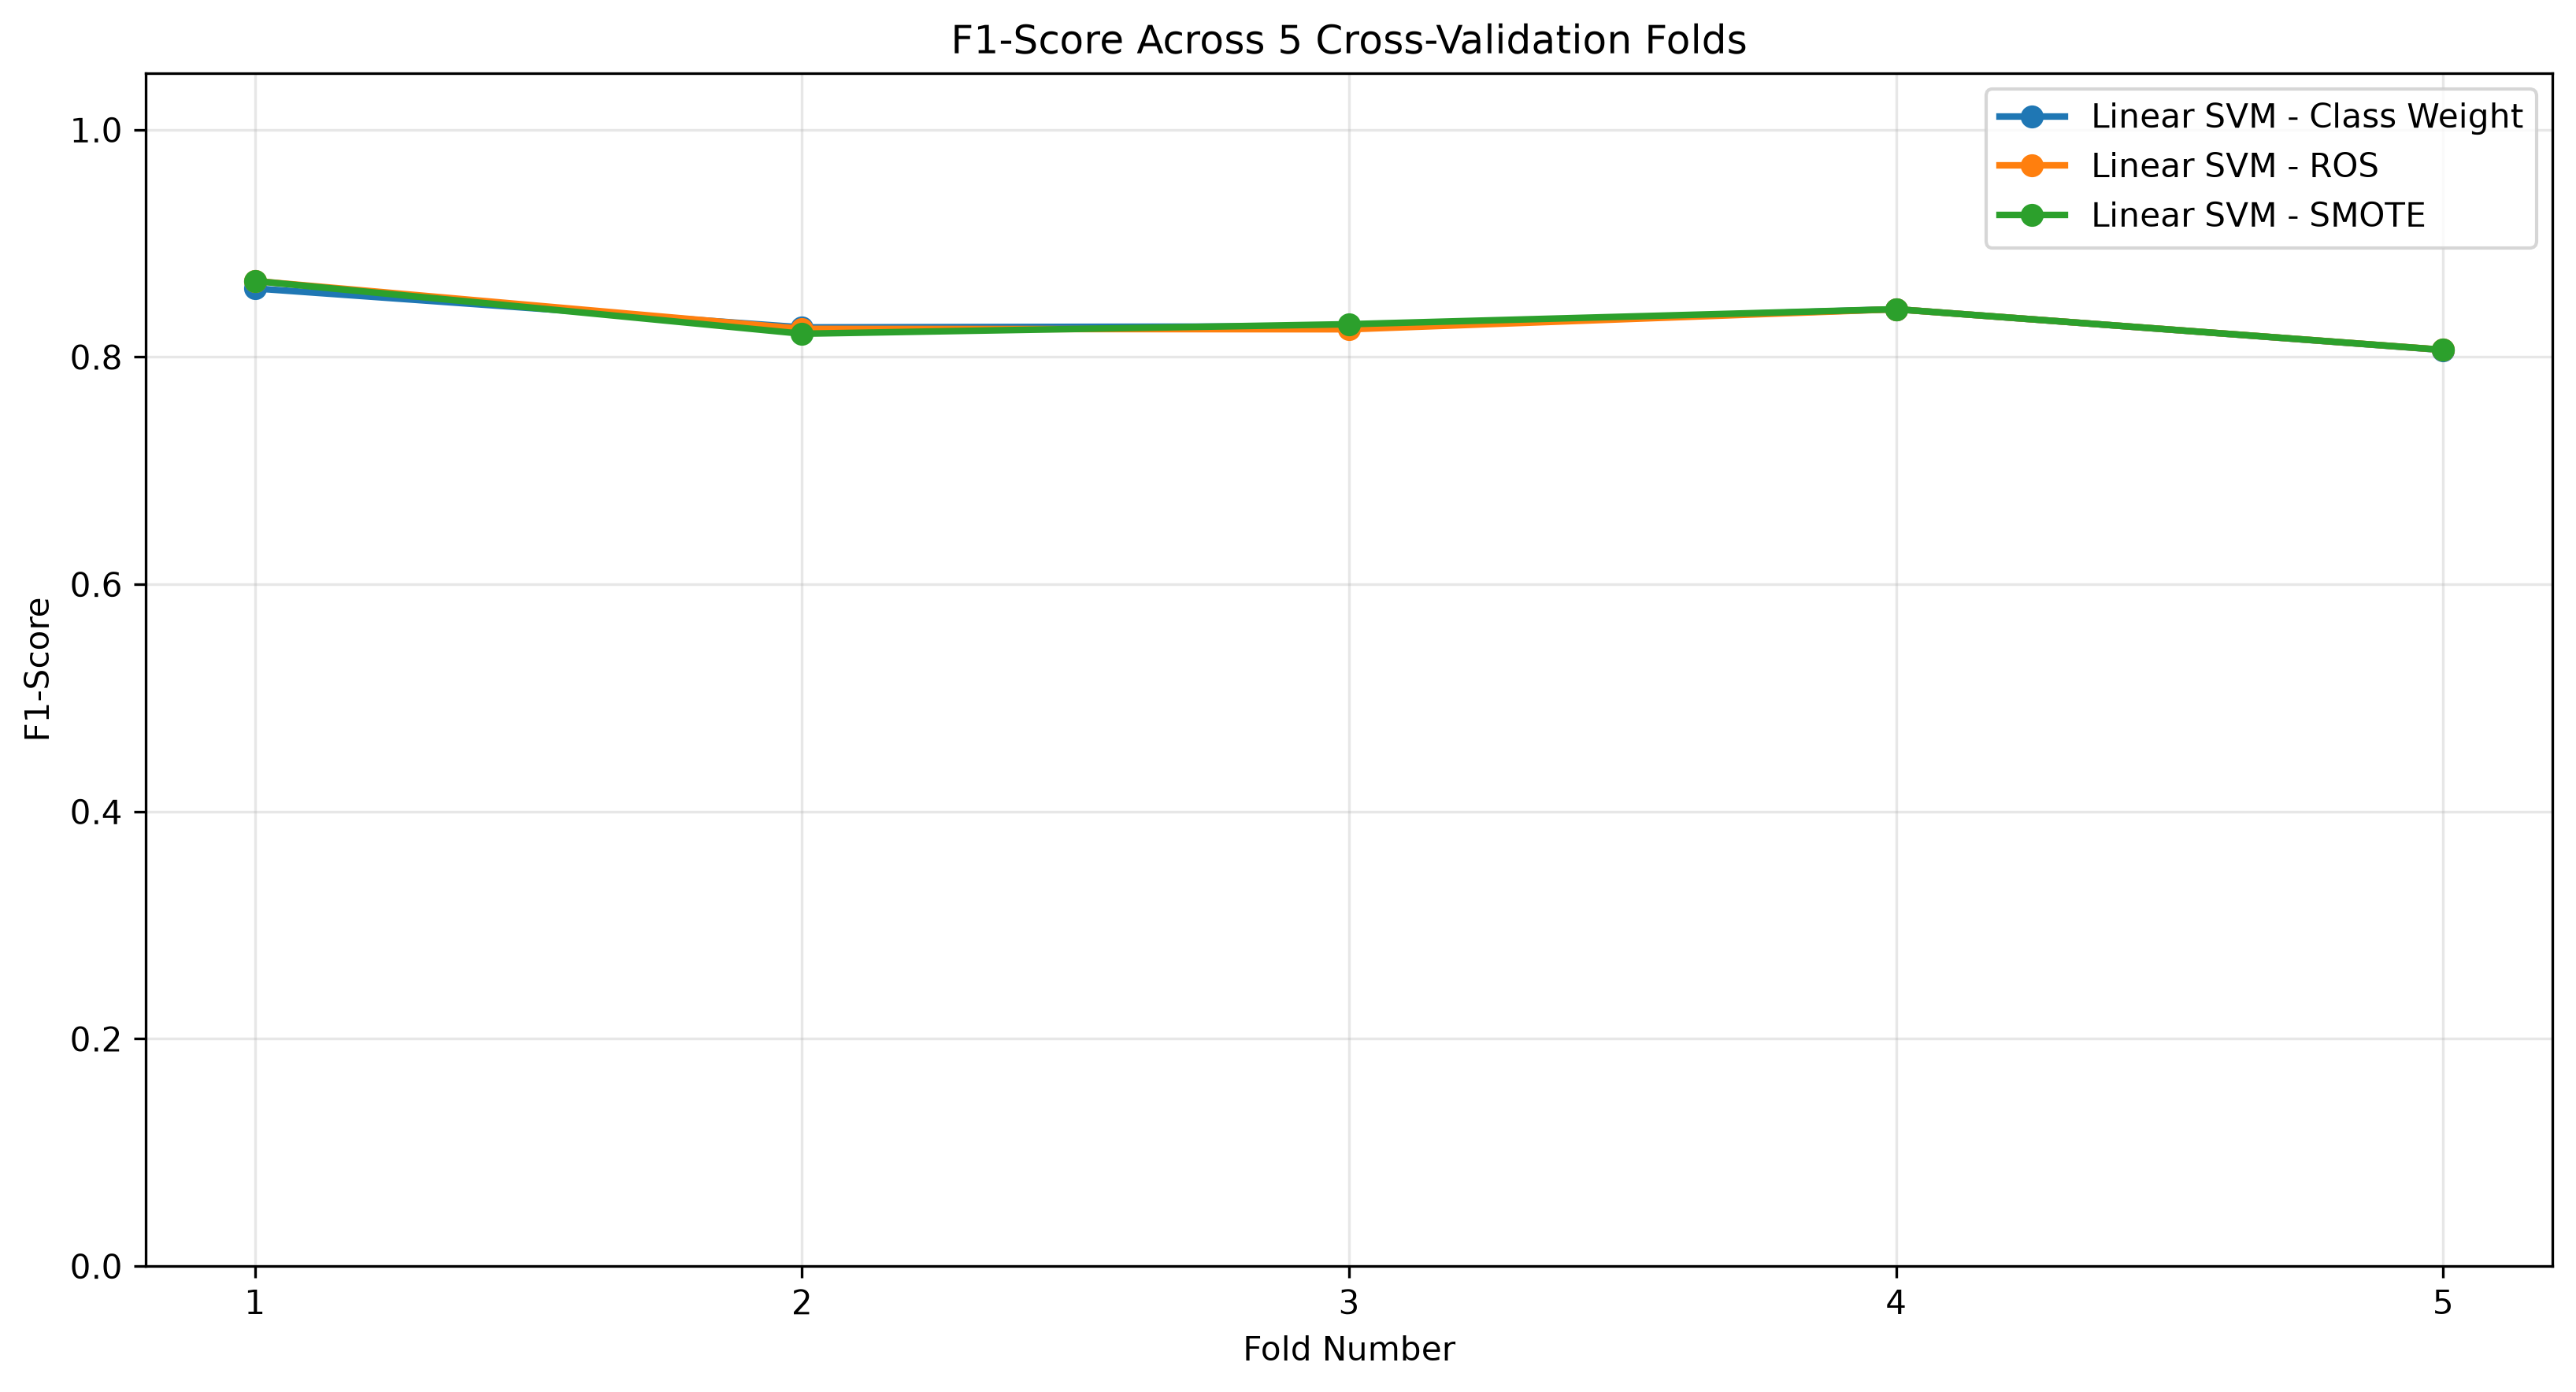 F1-Score Across 5 Cross-Validation Folds
Linear SVM - Class Weight
Linear SVM - ROS
Linear SVM - SMOTE
1.0
0.8
0.6
0.4
0.2
0.0
F1-Score
1 2 3 4 5
Fold Number